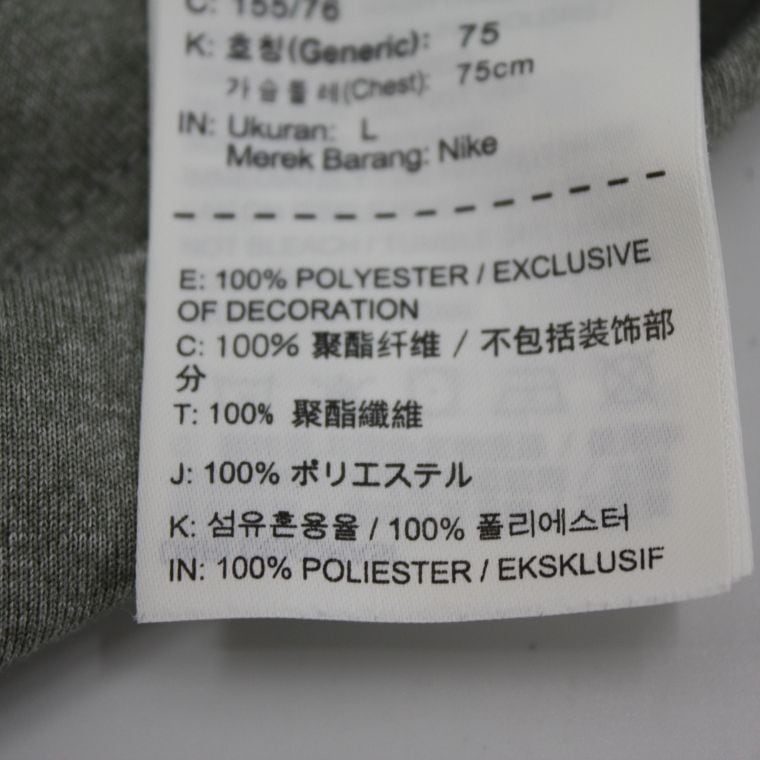 C: 155/76
K: 호칭(Generic): 75
가슴둘레(Chest): 75cm
IN: Ukuran: L
Merek Barang: Nike
E: 100% POLYESTER / EXCLUSIVE
OF DECORATION
C: 100% 聚酯纤维 / 不包括装饰部
分
T: 100% 聚酯纖維
J: 100% ポリエステル
K: 섬유혼용율 / 100% 폴리에스터
IN: 100% POLIESTER / EKSKLUSIF